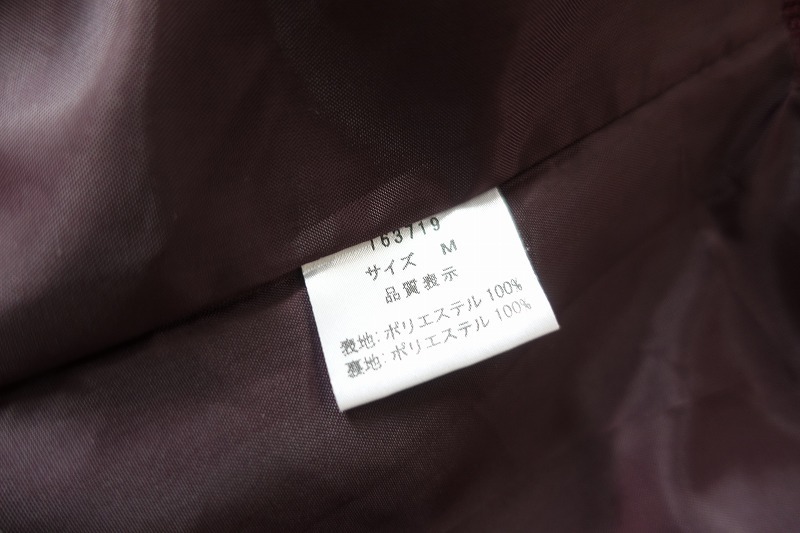 163719
サイズ M
品質表示
表地:ポリエステル 100%
裏地:ポリエステル 100%